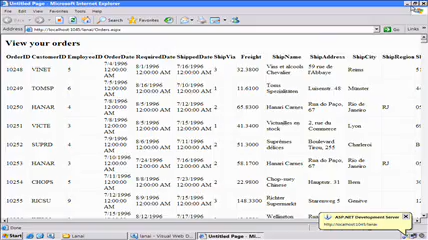 Untitled Page - Microsoft Internet Explorer
File Edit View Favorites Tools Help
Back Search Favorites
Address http://localhost:1045/lanai/Orders.aspx Go
View your orders
OrderID CustomerID EmployeeID OrderDate RequiredDate ShippedDate ShipVia Freight ShipName ShipAddress ShipCity ShipRegion
10248 VINET 5 7/4/1996 12:00:00 AM 8/1/1996 12:00:00 AM 7/16/1996 12:00:00 AM 3 32.3800 Vins et alcools Chevalier 59 rue de l'Abbaye Reims
10249 TOMSP 6 7/5/1996 12:00:00 AM 8/16/1996 12:00:00 AM 7/10/1996 12:00:00 AM 1 11.6100 Toms Spezialitäten Luisenstr. 48 Münster
10250 HANAR 4 7/8/1996 12:00:00 AM 8/5/1996 12:00:00 AM 7/12/1996 12:00:00 AM 2 65.8300 Hanari Carnes Rua do Paço, 67 Rio de Janeiro RJ
10251 VICTE 3 7/8/1996 12:00:00 AM 8/5/1996 12:00:00 AM 7/15/1996 12:00:00 AM 1 41.3400 Victuailles en stock 2, rue du Commerce Lyon
10252 SUPRD 4 7/9/1996 12:00:00 AM 8/6/1996 12:00:00 AM 7/11/1996 12:00:00 AM 2 51.3000 Suprêmes délices Boulevard Tirou, 255 Charleroi
10253 HANAR 3 7/10/1996 12:00:00 AM 7/24/1996 12:00:00 AM 7/16/1996 12:00:00 AM 2 58.1700 Hanari Carnes Rua do Paço, 67 Rio de Janeiro RJ
10254 CHOPS 5 7/11/1996 12:00:00 AM 8/8/1996 12:00:00 AM 7/23/1996 12:00:00 AM 2 22.9800 Chop-suey Chinese Hauptstr. 31 Bern
10255 RICSU 9 7/12/1996 12:00:00 AM 8/9/1996 12:00:00 AM 7/15/1996 12:00:00 AM 3 148.3300 Richter Supermarkt Starenweg 5 Genève
7/15/1996 Wellington Rua do
ASP.NET Development Server
http://localhost:1045/lanai
Done
Start Lanai lanai - Visual Web D... Untitled Page - Micros...